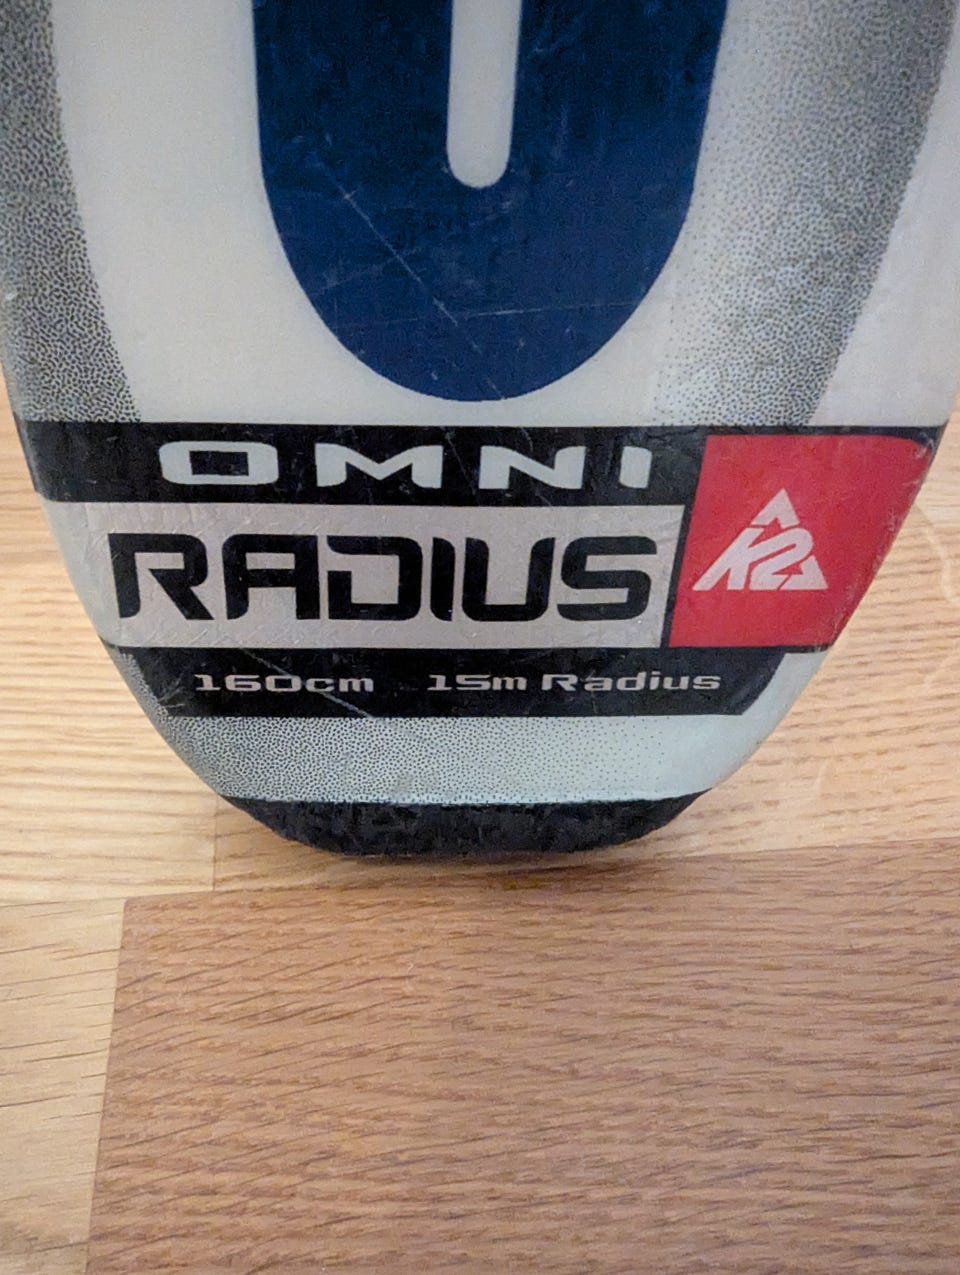 OMNI
RADIUS
K2
160cm 15m Radius